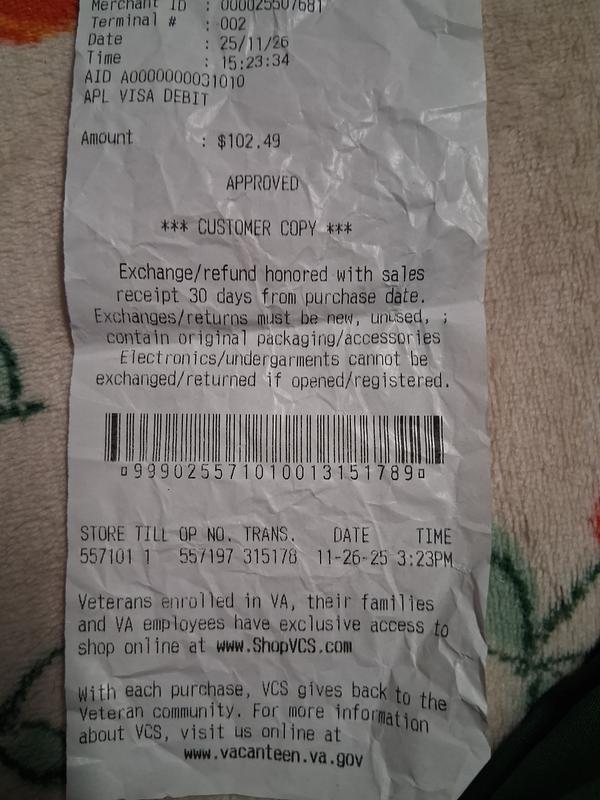 Merchant ID : 000025507681
Terminal # : 002
Date : 25/11/26
Time : 15:23:34
AID A0000000031010
APL VISA DEBIT
Amount : $102.49
APPROVED
*** CUSTOMER COPY ***
Exchange/refund honored with sales
receipt 30 days from purchase date.
Exchanges/returns must be new, unused, ;
contain original packaging/accessories
Electronics/undergarments cannot be
exchanged/returned if opened/registered.
¤999025571010013151789¤
STORE TILL OP NO. TRANS. DATE TIME
557101 1 557197 315178 11-26-25 3:23PM
Veterans enrolled in VA, their families
and VA employees have exclusive access to
shop online at www.ShopVCS.com
With each purchase, VCS gives back to the
Veteran community. For more information
about VCS, visit us online at
www.vacanteen.va.gov